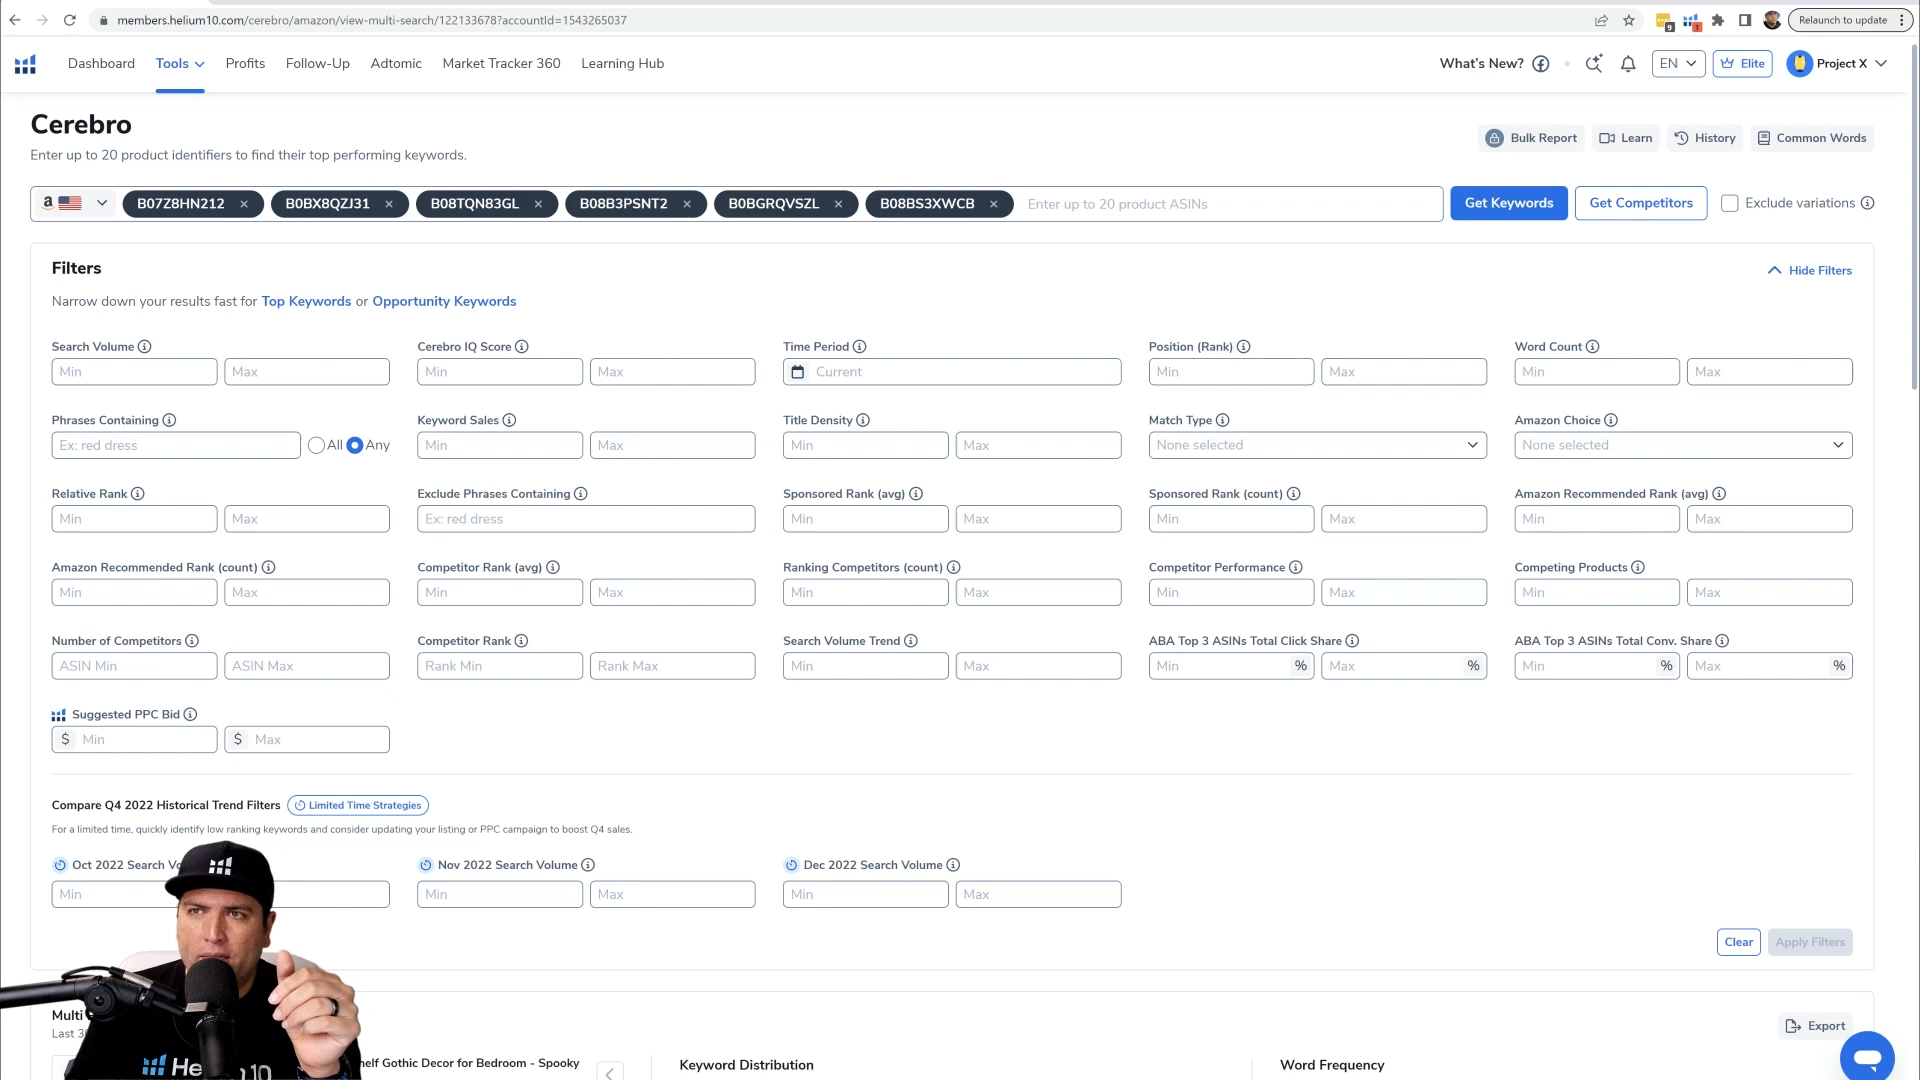 members.helium10.com/cerebro/amazon/view-multi-search/122133678?accountId=1543265037
9
1
Relaunch to update
Dashboard
Tools
Profits
Follow-Up
Adtomic
Market Tracker 360
Learning Hub
What's New?
EN
Elite
Project X
Cerebro
Enter up to 20 product identifiers to find their top performing keywords.
Bulk Report
Learn
History
Common Words
a
B07Z8HN212
B0BX8QZJ31
B08TQN83GL
B08B3PSNT2
B0BGRQVSZL
B08BS3XWCB
Enter up to 20 product ASINs
Get Keywords
Get Competitors
Exclude variations
Filters
Hide Filters
Narrow down your results fast for Top Keywords or Opportunity Keywords
Search Volume
Cerebro IQ Score
Time Period
Position (Rank)
Word Count
Min Max
Min Max
Current
Min Max
Min Max
Phrases Containing
Keyword Sales
Title Density
Match Type
Amazon Choice
Ex: red dress All Any
Min Max
Min Max
None selected
None selected
Relative Rank
Exclude Phrases Containing
Sponsored Rank (avg)
Sponsored Rank (count)
Amazon Recommended Rank (avg)
Min Max
Ex: red dress
Min Max
Min Max
Min Max
Amazon Recommended Rank (count)
Competitor Rank (avg)
Ranking Competitors (count)
Competitor Performance
Competing Products
Min Max
Min Max
Min Max
Min Max
Min Max
Number of Competitors
Competitor Rank
Search Volume Trend
ABA Top 3 ASINs Total Click Share
ABA Top 3 ASINs Total Conv. Share
ASIN Min ASIN Max
Rank Min Rank Max
Min Max
Min % Max %
Min % Max %
Suggested PPC Bid
$ Min $ Max
Compare Q4 2022 Historical Trend Filters
Limited Time Strategies
For a limited time, quickly identify low ranking keywords and consider updating your listing or PPC campaign to boost Q4 sales.
Oct 2022 Search Vo
Nov 2022 Search Volume
Dec 2022 Search Volume
Min
Min Max
Min Max
Clear
Apply Filters
Multi
Last 3
Export
elf Gothic Decor for Bedroom - Spooky
Keyword Distribution
Word Frequency
He 10